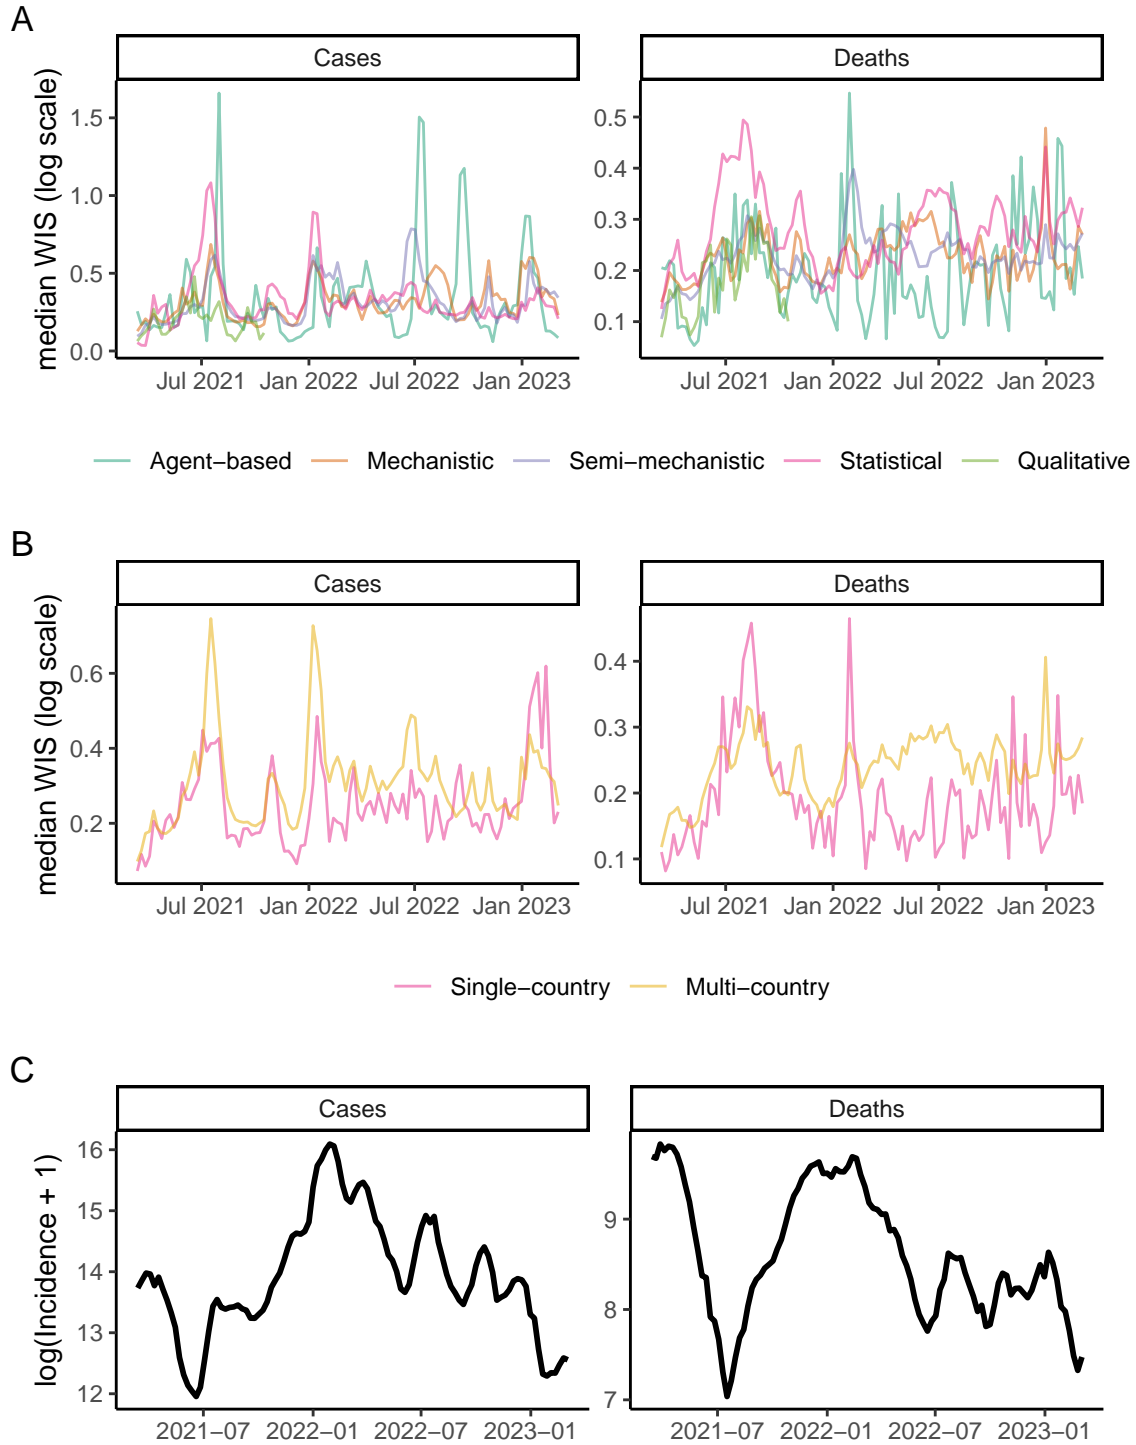 A
Cases
Deaths
median WIS (log scale)
1.5
1.0
0.5
0.0
0.5
0.4
0.3
0.2
0.1
Jul 2021 Jan 2022 Jul 2022 Jan 2023
Jul 2021 Jan 2022 Jul 2022 Jan 2023
Agent−based Mechanistic Semi−mechanistic Statistical Qualitative
B
Cases
Deaths
median WIS (log scale)
0.6
0.4
0.2
0.4
0.3
0.2
0.1
Jul 2021 Jan 2022 Jul 2022 Jan 2023
Jul 2021 Jan 2022 Jul 2022 Jan 2023
Single−country Multi−country
C
Cases
Deaths
log(Incidence + 1)
16
15
14
13
12
9
8
7
2021−07 2022−01 2022−07 2023−01
2021−07 2022−01 2022−07 2023−01